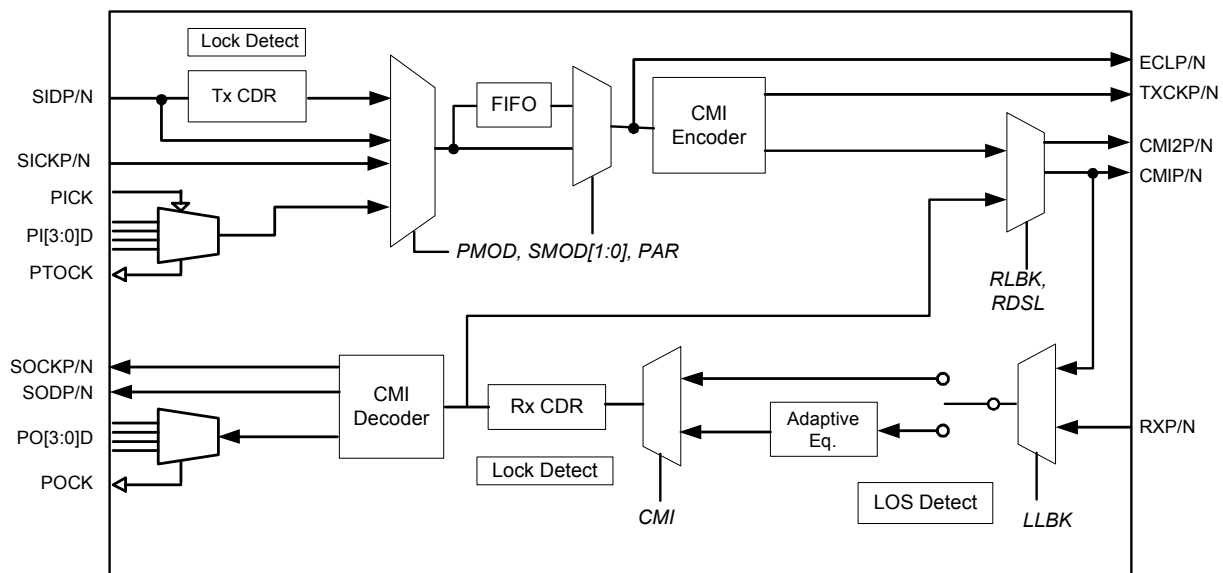 Lock Detect
SIDP/N
Tx CDR
SICKP/N
PICK
PI[3:0]D
PTOCK
FIFO
CMI
Encoder
ECLP/N
TXCKP/N
CMI2P/N
CMIP/N
PMOD, SMOD[1:0], PAR
RLBK,
RDSL
SOCKP/N
SODP/N
PO[3:0]D
POCK
CMI
Decoder
Rx CDR
Lock Detect
CMI
Adaptive
Eq.
LOS Detect
LLBK
RXP/N